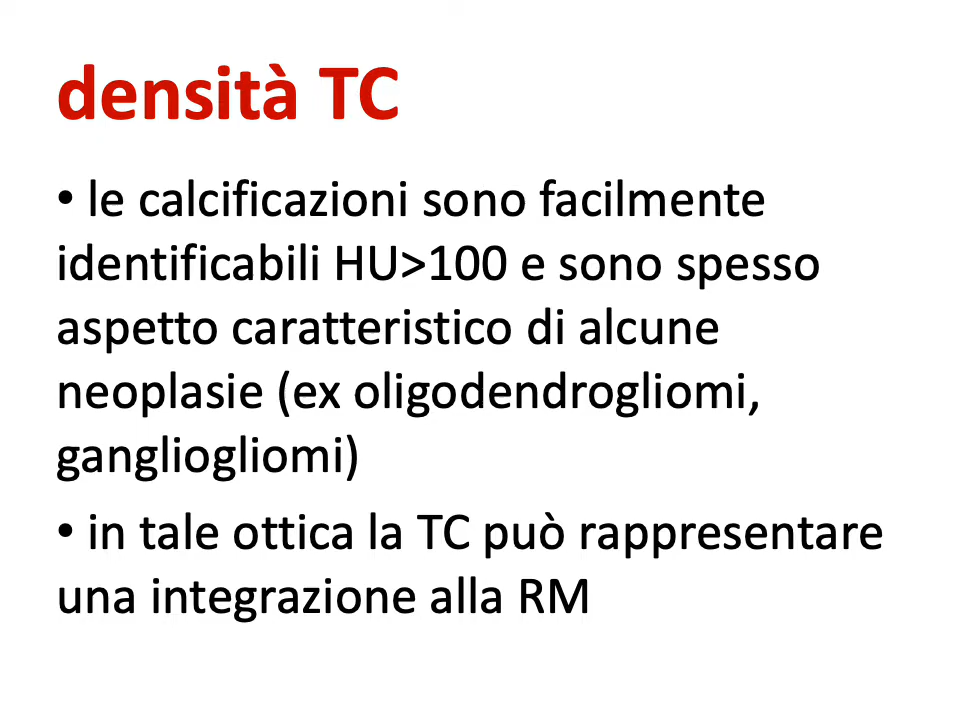 densità TC
• le calcificazioni sono facilmente
identificabili HU>100 e sono spesso
aspetto caratteristico di alcune
neoplasie (ex oligodendrogliomi,
gangliogliomi)
• in tale ottica la TC può rappresentare
una integrazione alla RM